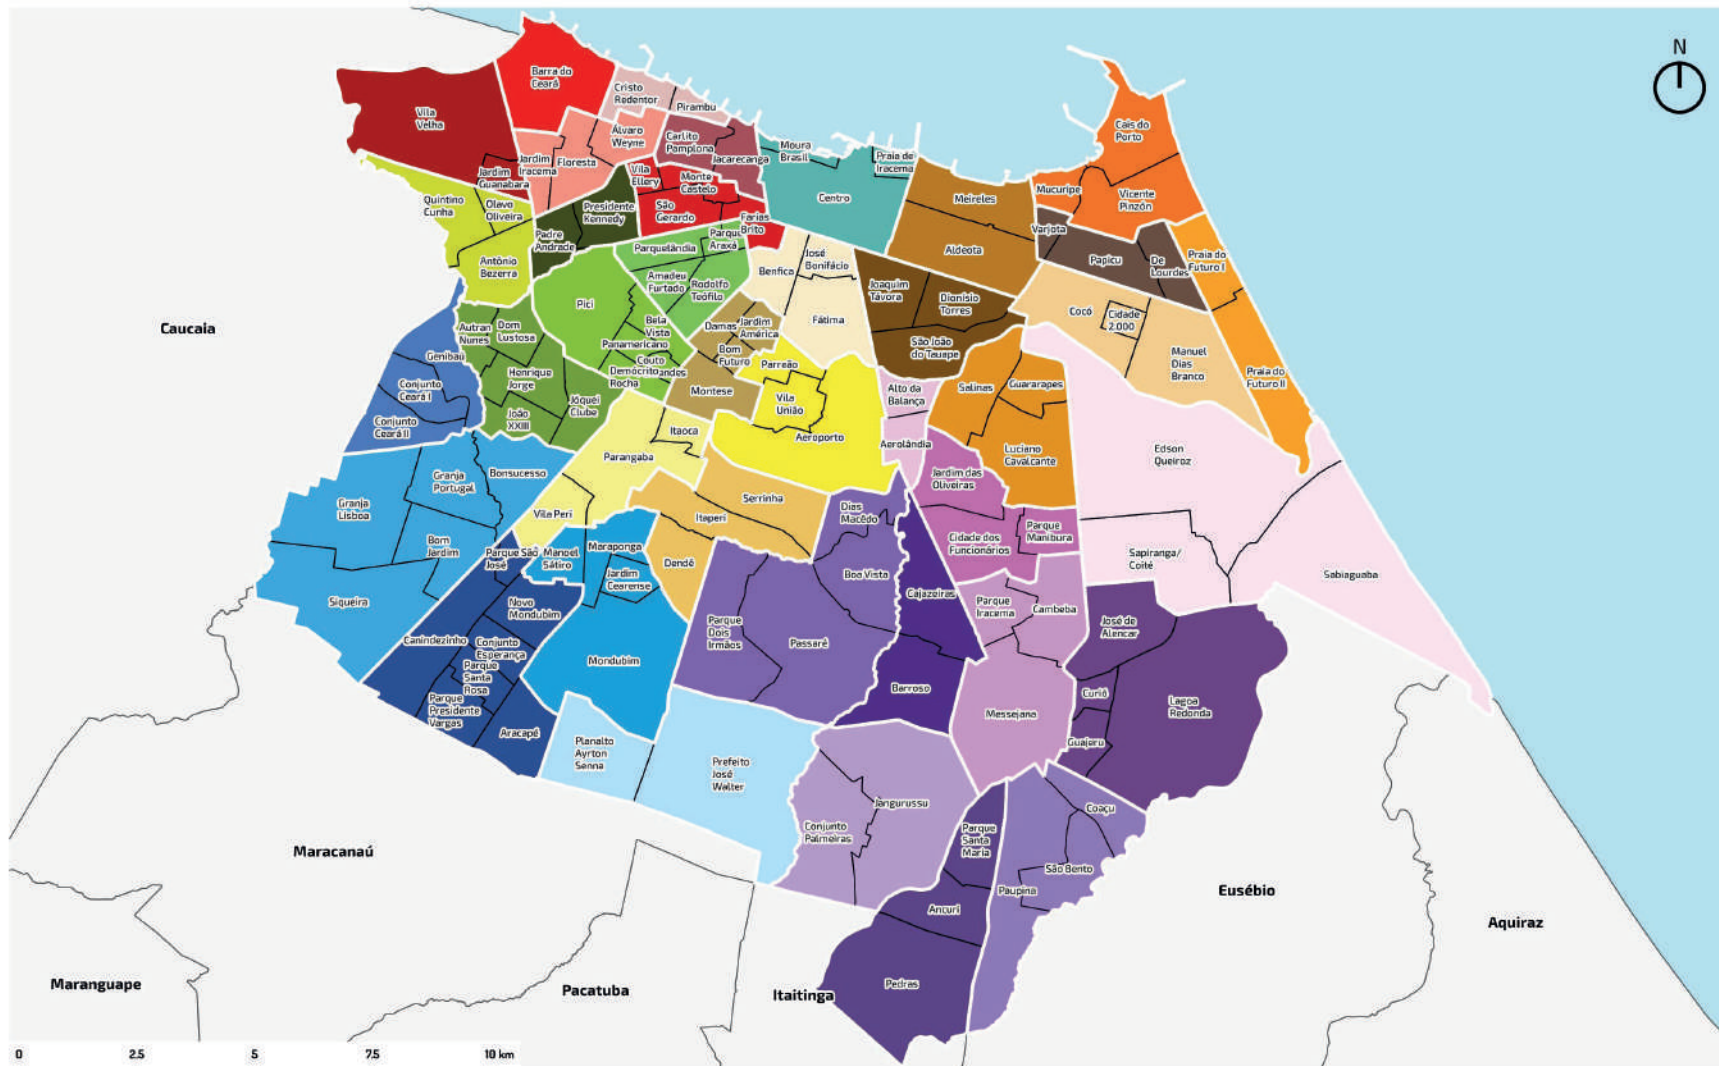 N
Barra do
Ceará
Cristo
Redentor
Pirambu
Vila
Velha
Álvaro
Weyne
Carlito
Pamplona
Jacarecanga
Moura
Brasil
Praia de
Iracema
Cais do
Porto
Jardim
Iracema
Floresta
Jardim
Guanabara
Vila
Ellery
Monte
Castelo
Centro
Meireles
Mucuripe
Vicente
Pinzón
Quintino
Cunha
Olavo
Oliveira
Presidente
Kennedy
São
Gerardo
Farias
Brito
Varjota
Padre
Andrade
Parquelândia
Parque
Araxá
Aldeota
Papicu
De
Lourdes
Praia do
Futuro I
Antônio
Bezerra
Amadeu
Furtado
Rodolfo
Teófilo
Benfica
José
Bonifácio
Joaquim
Távora
Dionísio
Torres
Pici
Cocó
Cidade
2.000
Caucaia
Autran
Nunes
Dom
Lustosa
Bela
Vista
Damas
Jardim
América
Fátima
Panamericano
Bom
Futuro
São João
do Tauape
Manuel
Dias
Branco
Genibaú
Couto
andes
Demócrito
Rocha
Parreão
Praia do
Futuro II
Henrique
Jorge
Conjunto
Ceará I
Jóquei
Clube
Montese
Vila
União
Alto da
Balança
Salinas
Guararapes
Conjunto
Ceará II
João
XXIII
Itaoca
Aeroporto
Aerolândia
Luciano
Cavalcante
Edson
Queiroz
Parangaba
Granja
Portugal
Bonsucesso
Jardim das
Oliveiras
Granja
Lisboa
Vila Peri
Serrinha
Itaperi
Dias
Macêdo
Parque
Manibura
Cidade dos
Funcionários
Bom
Jardim
Parque São
José
Manoel
Sátiro
Maraponga
Dendê
Sapiranga/
Coité
Sabiaguaba
Jardim
Cearense
Boa Vista
Cajazeiras
Siqueira
Novo
Mondubim
Parque
Iracema
Cambeba
José de
Alencar
Canindezinho
Conjunto
Esperança
Parque
Dois
Irmãos
Passaré
Mondubim
Parque
Santa
Rosa
Barroso
Curió
Lagoa
Redonda
Parque
Presidente
Vargas
Messejana
Aracapé
Guajeru
Planalto
Ayrton
Senna
Prefeito
José
Walter
Jangurussu
Coaçu
Conjunto
Palmeiras
Parque
Santa
Maria
Maracanaú
São Bento
Paupina
Eusébio
Ancuri
Aquiraz
Maranguape
Pacatuba
Itaitinga
Pedras
0 2.5 5 7.5 10 km